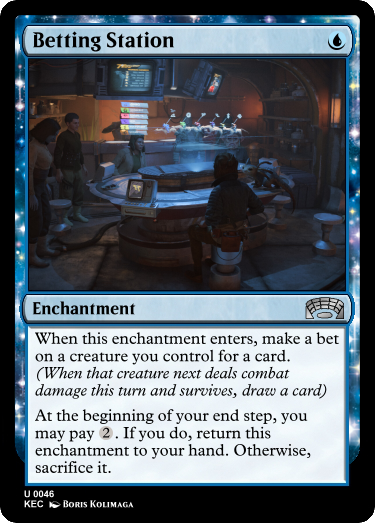 Betting Station
Enchantment
When this enchantment enters, make a bet
on a creature you control for a card.
(When that creature next deals combat
damage this turn and survives, draw a card)
At the beginning of your end step, you
may pay 2. If you do, return this
enchantment to your hand. Otherwise,
sacrifice it.
U 0046
KEC Boris Kolimaga